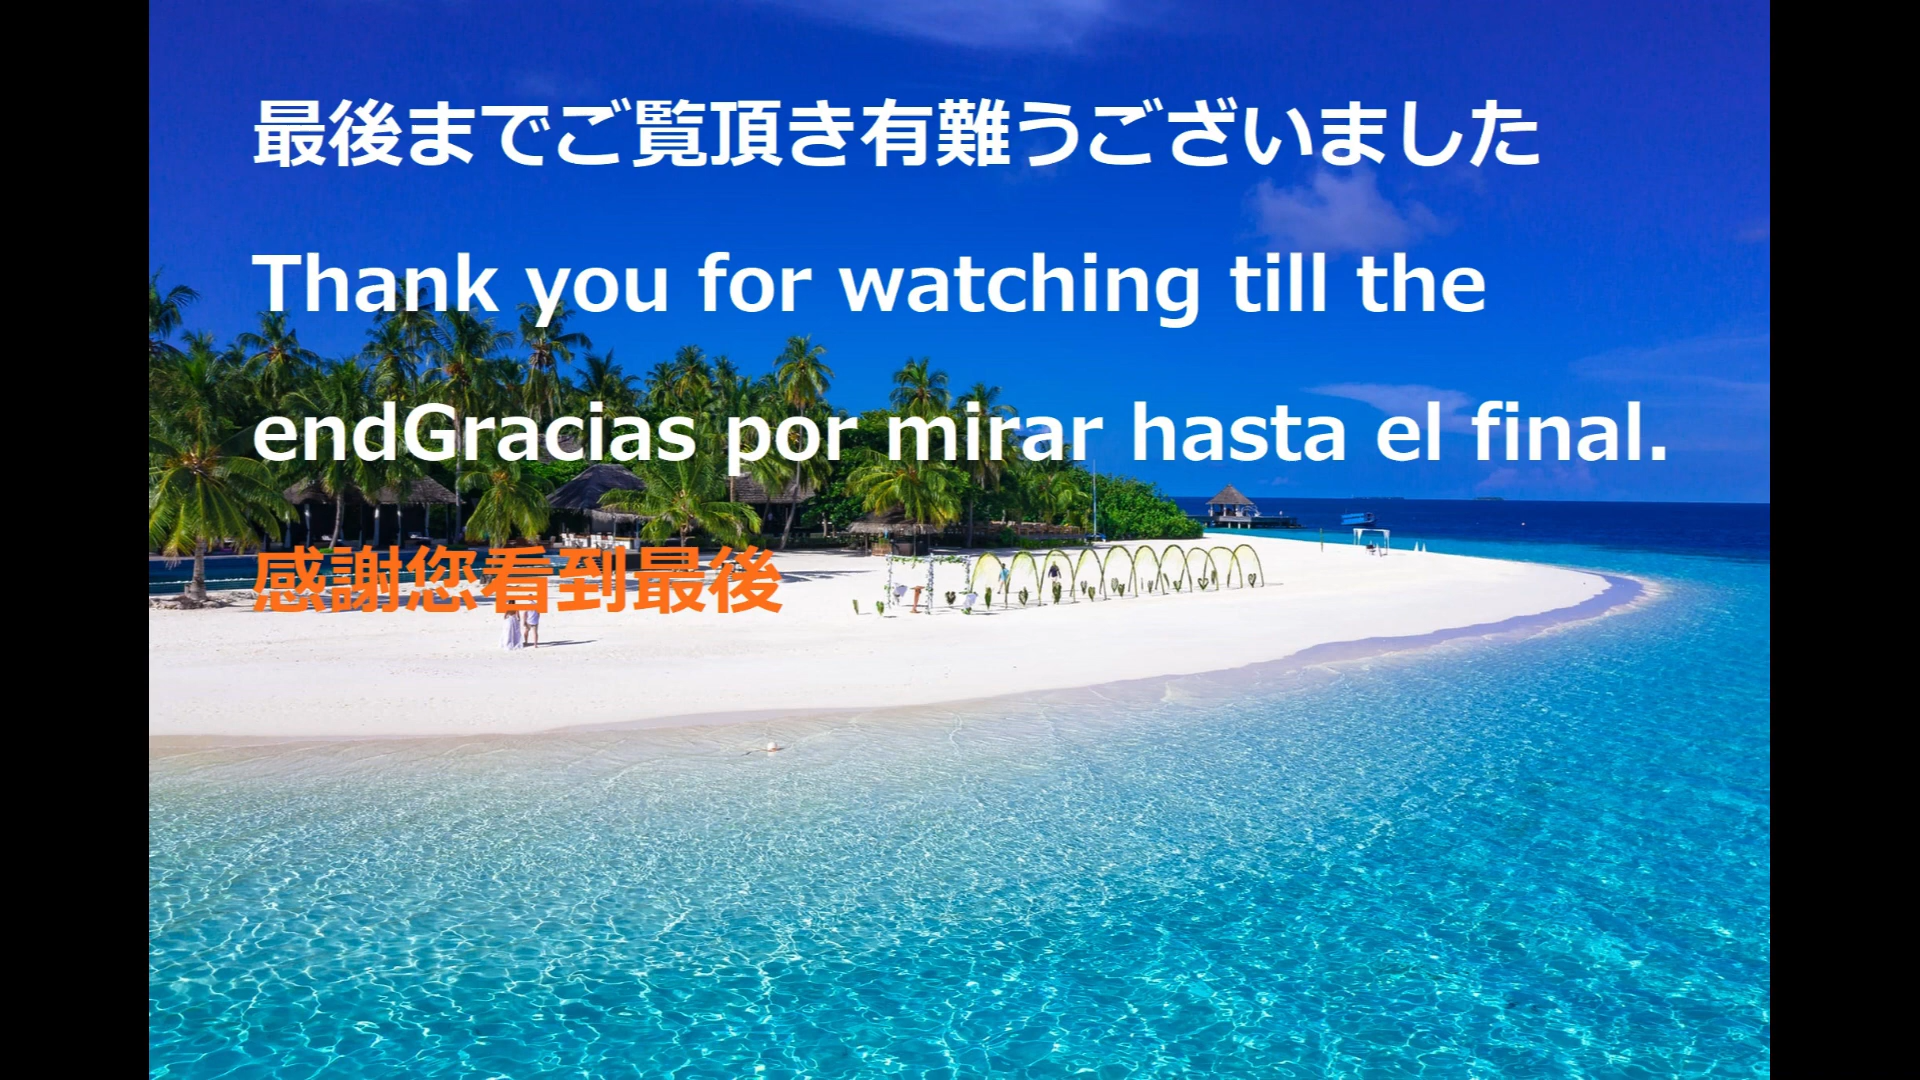 最後までご覧頂き有難うございました
Thank you for watching till the
endGracias por mirar hasta el final.
感謝您看到最後